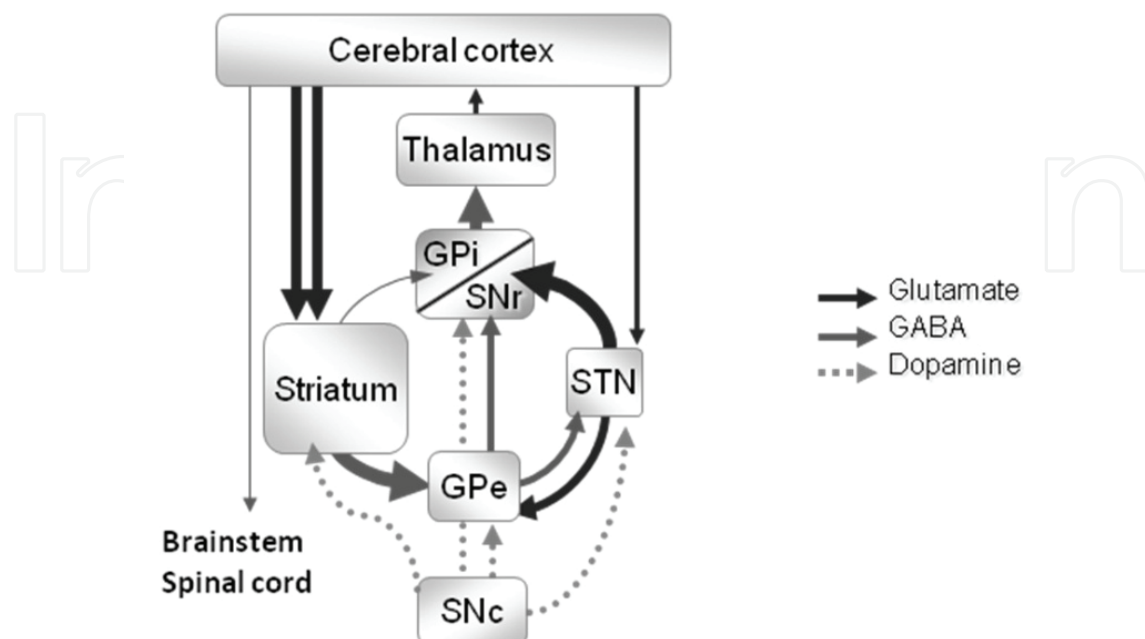 Cerebral cortex
Thalamus
GPi
SNr
Striatum
STN
GPe
Brainstem
Spinal cord
SNc
Glutamate
GABA
Dopamine